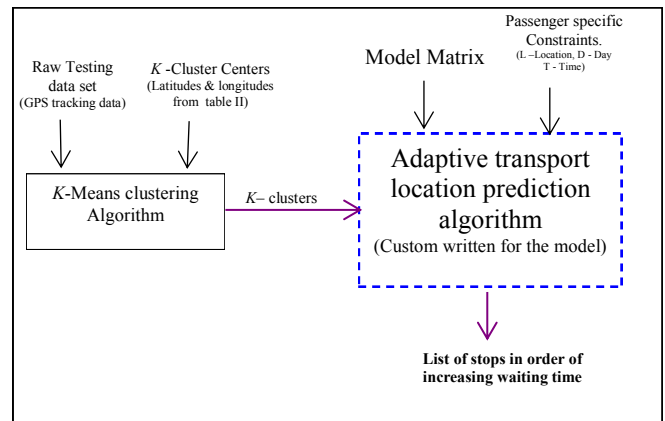 Raw Testing
data set
(GPS tracking data)
K -Cluster Centers
(Latitudes & longitudes
from table II)
Model Matrix
Passenger specific
Constraints.
(L –Location, D - Day
T - Time)
K-Means clustering
Algorithm
K– clusters
Adaptive transport
location prediction
algorithm
(Custom written for the model)
List of stops in order of
increasing waiting time